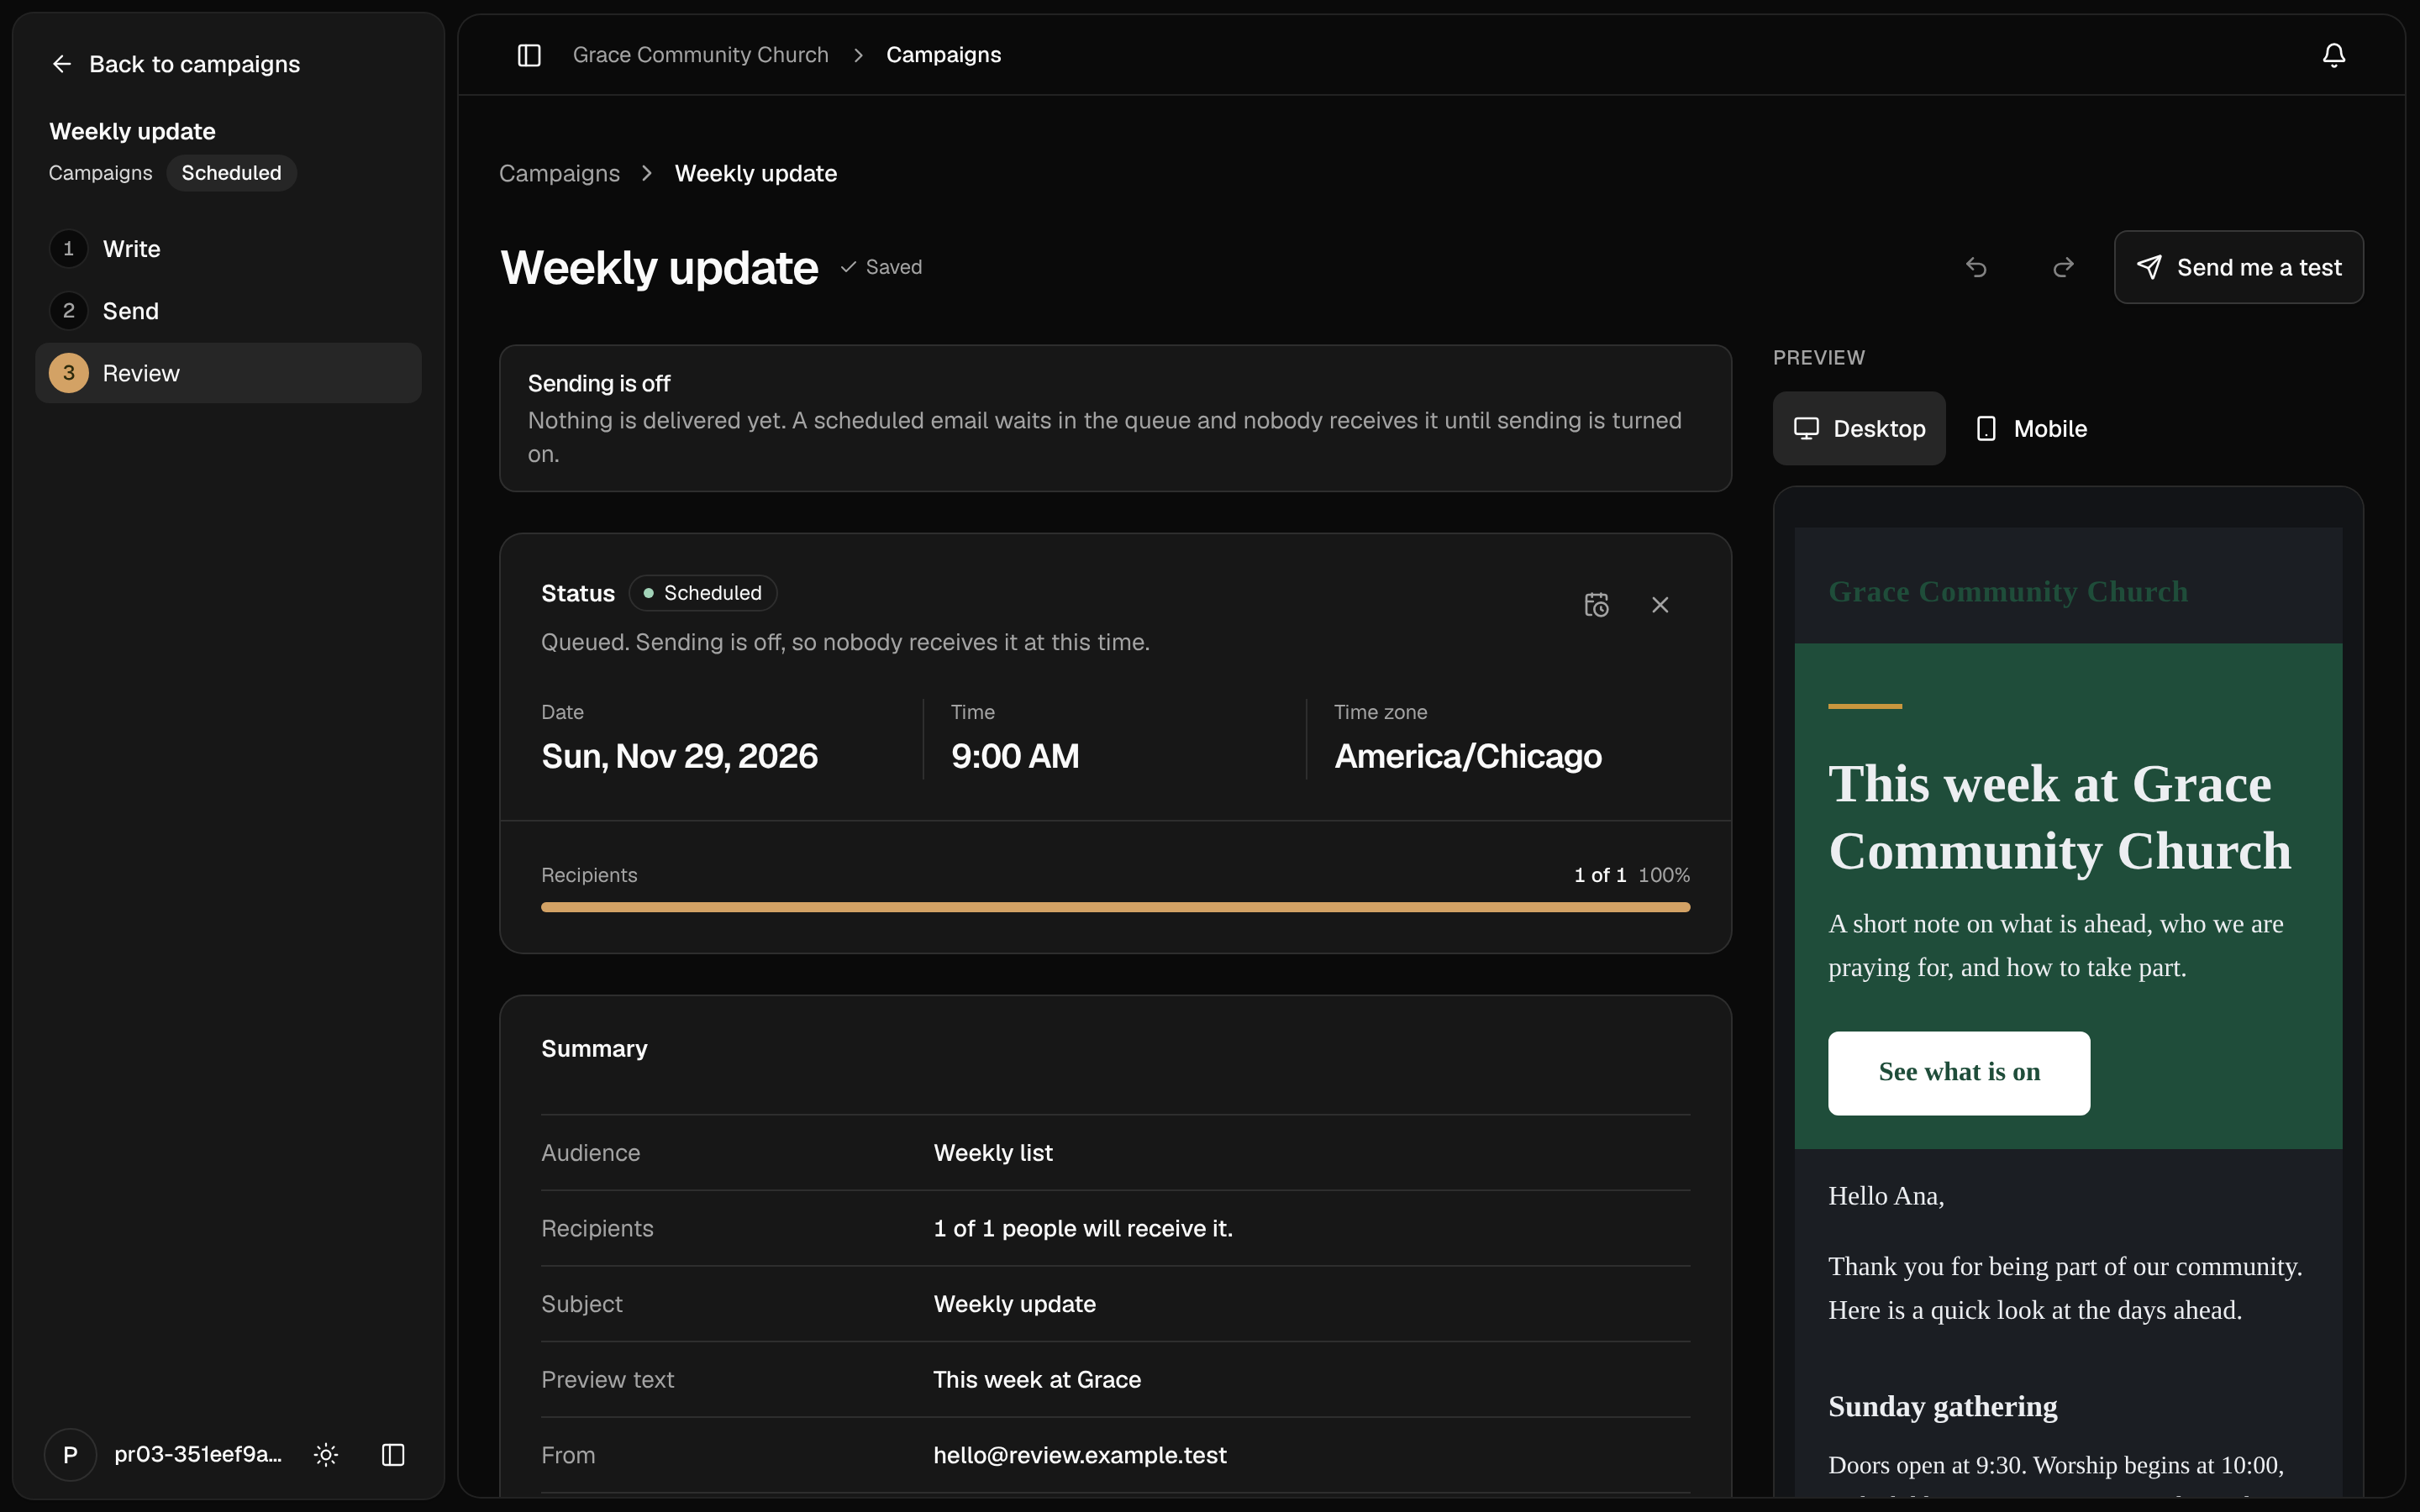 Back to campaigns
Weekly update
Campaigns Scheduled
1 Write
2 Send
3 Review
P pr03-351eef9a...
Grace Community Church > Campaigns
Campaigns > Weekly update
Weekly update Saved
Send me a test
Sending is off
Nothing is delivered yet. A scheduled email waits in the queue and nobody receives it until sending is turned
on.
Status Scheduled
Queued. Sending is off, so nobody receives it at this time.
Date Time Time zone
Sun, Nov 29, 2026 9:00 AM America/Chicago
Recipients 1 of 1 100%
Summary
Audience Weekly list
Recipients 1 of 1 people will receive it.
Subject Weekly update
Preview text This week at Grace
From hello@review.example.test
PREVIEW
Desktop Mobile
Grace Community Church
This week at Grace
Community Church
A short note on what is ahead, who we are
praying for, and how to take part.
See what is on
Hello Ana,
Thank you for being part of our community.
Here is a quick look at the days ahead.
Sunday gathering
Doors open at 9:30. Worship begins at 10:00,